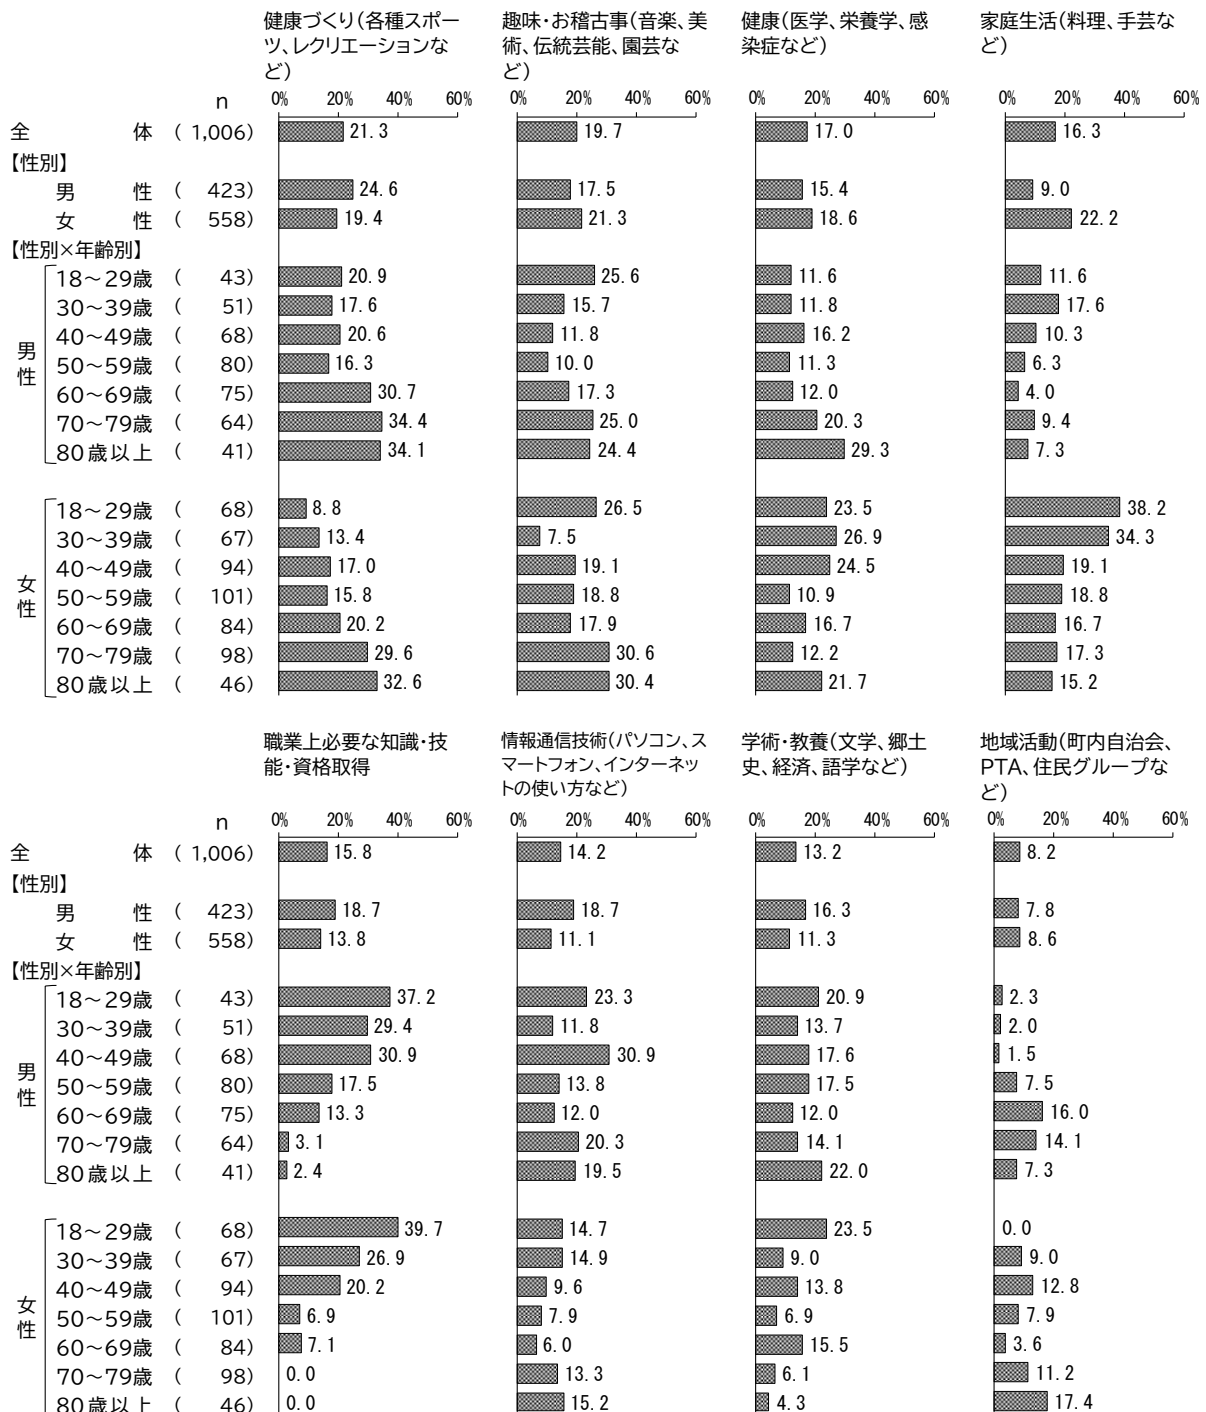 健康づくり(各種スポー 趣味・お稽古事(音楽、美 健康(医学、栄養学、感 家庭生活(料理、手芸な
ツ、レクリエーションな 術、伝統芸能、園芸な 染症など) ど)
ど) ど)
n 0% 20% 40% 60% 0% 20% 40% 60% 0% 20% 40% 60% 0% 20% 40% 60%
全 体 ( 1,006) 21.3 19.7 17.0 16.3
【性別】
男 性 ( 423) 24.6 17.5 15.4 9.0
女 性 ( 558) 19.4 21.3 18.6 22.2
【性別×年齢別】
男性
18~29歳 ( 43) 20.9 25.6 11.6 11.6
30~39歳 ( 51) 17.6 15.7 11.8 17.6
40~49歳 ( 68) 20.6 11.8 16.2 10.3
50~59歳 ( 80) 16.3 10.0 11.3 6.3
60~69歳 ( 75) 30.7 17.3 12.0 4.0
70~79歳 ( 64) 34.4 25.0 20.3 9.4
80歳以上 ( 41) 34.1 24.4 29.3 7.3
女性
18~29歳 ( 68) 8.8 26.5 23.5 38.2
30~39歳 ( 67) 13.4 7.5 26.9 34.3
40~49歳 ( 94) 17.0 19.1 24.5 19.1
50~59歳 ( 101) 15.8 18.8 10.9 18.8
60~69歳 ( 84) 20.2 17.9 16.7 16.7
70~79歳 ( 98) 29.6 30.6 12.2 17.3
80歳以上 ( 46) 32.6 30.4 21.7 15.2
職業上必要な知識・技 情報通信技術(パソコン、ス 学術・教養(文学、郷土 地域活動(町内自治会、
能・資格取得 マートフォン、インターネッ 史、経済、語学など) PTA、住民グループな
トの使い方など) ど)
n 0% 20% 40% 60% 0% 20% 40% 60% 0% 20% 40% 60% 0% 20% 40% 60%
全 体 ( 1,006) 15.8 14.2 13.2 8.2
【性別】
男 性 ( 423) 18.7 18.7 16.3 7.8
女 性 ( 558) 13.8 11.1 11.3 8.6
【性別×年齢別】
男性
18~29歳 ( 43) 37.2 23.3 20.9 2.3
30~39歳 ( 51) 29.4 11.8 13.7 2.0
40~49歳 ( 68) 30.9 30.9 17.6 1.5
50~59歳 ( 80) 17.5 13.8 17.5 7.5
60~69歳 ( 75) 13.3 12.0 12.0 16.0
70~79歳 ( 64) 3.1 20.3 14.1 14.1
80歳以上 ( 41) 2.4 19.5 22.0 7.3
女性
18~29歳 ( 68) 39.7 14.7 23.5 0.0
30~39歳 ( 67) 26.9 14.9 9.0 9.0
40~49歳 ( 94) 20.2 9.6 13.8 12.8
50~59歳 ( 101) 6.9 7.9 6.9 7.9
60~69歳 ( 84) 7.1 6.0 15.5 3.6
70~79歳 ( 98) 0.0 13.3 6.1 11.2
80歳以上 ( 46) 0.0 15.2 4.3 17.4